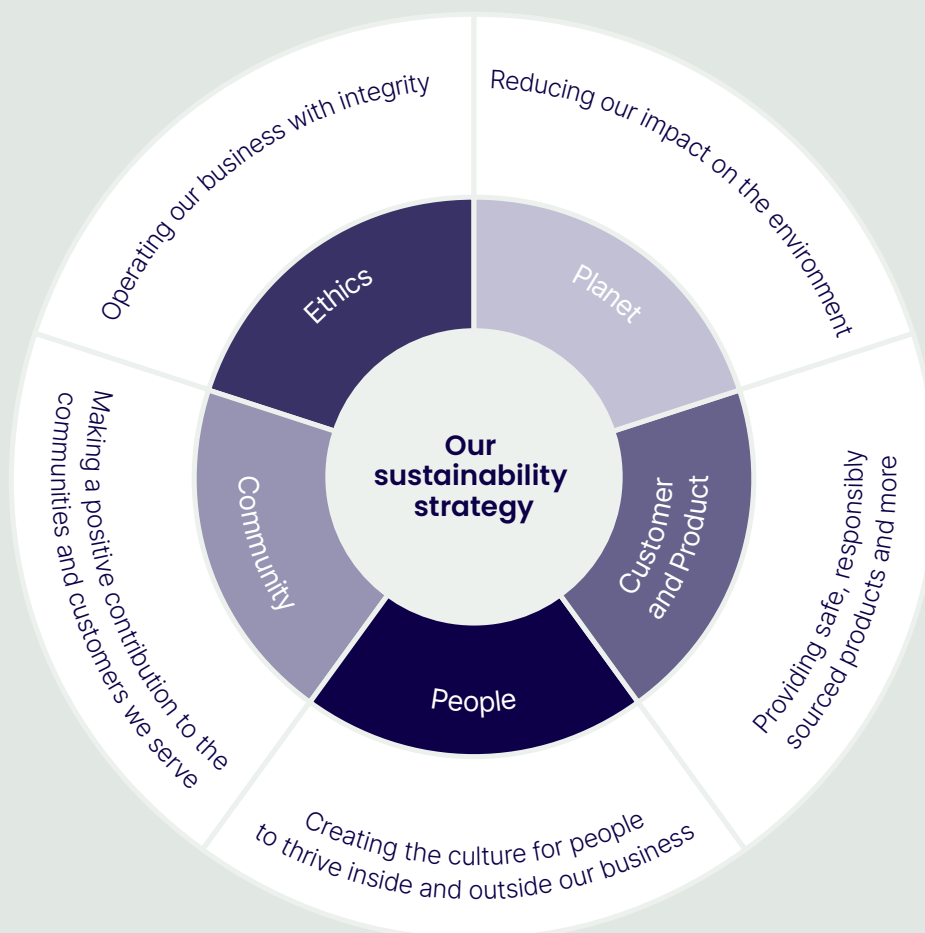 Our
sustainability
strategy
Planet
Reducing our impact on the environment
Customer
and Product
Providing safe, responsibly
sourced products and more
People
Creating the culture for people
to thrive inside and outside our business
Community
Making a positive contribution to the
communities and customers we serve
Ethics
Operating our business with integrity